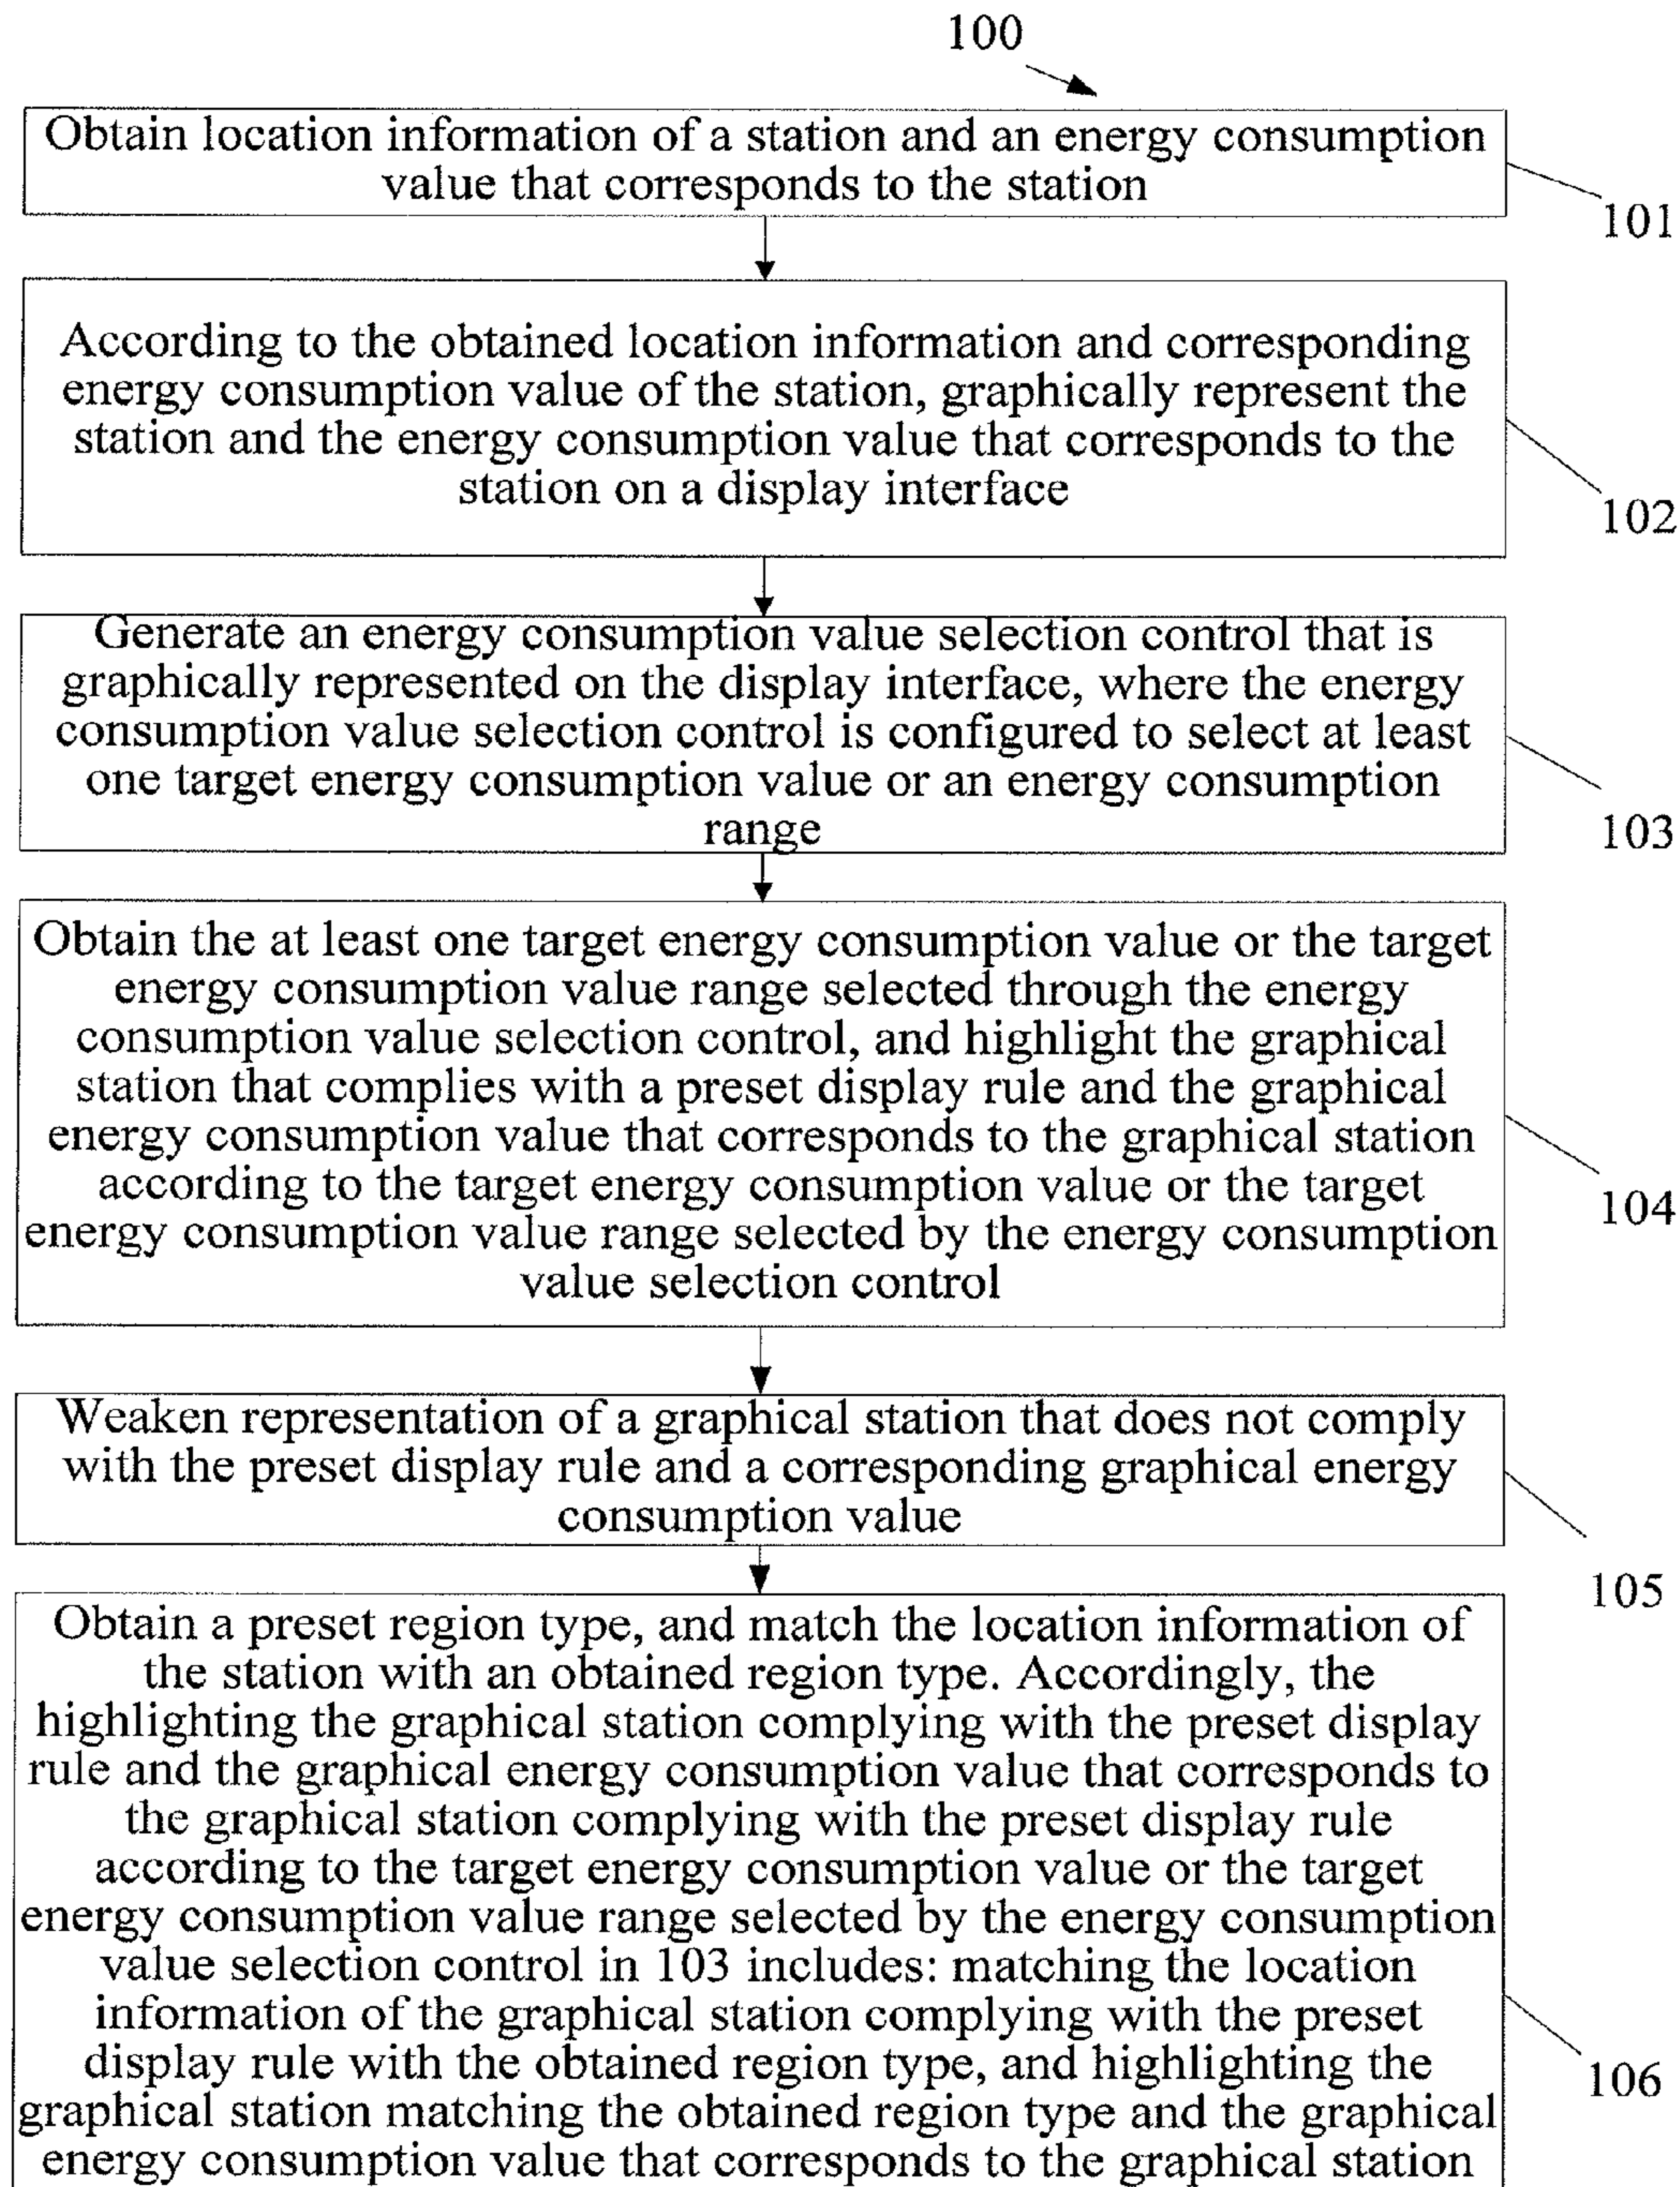 100
Obtain location information of a station and an energy consumption
value that corresponds to the station
101
According to the obtained location information and corresponding
energy consumption value of the station, graphically represent the
station and the energy consumption value that corresponds to the
station on a display interface
102
Generate an energy consumption value selection control that is
graphically represented on the display interface, where the energy
consumption value selection control is configured to select at least
one target energy consumption value or an energy consumption
range
103
Obtain the at least one target energy consumption value or the target
energy consumption value range selected through the energy
consumption value selection control, and highlight the graphical
station that complies with a preset display rule and the graphical
energy consumption value that corresponds to the graphical station
according to the target energy consumption value or the target
energy consumption value range selected by the energy consumption
value selection control
104
Weaken representation of a graphical station that does not comply
with the preset display rule and a corresponding graphical energy
consumption value
105
Obtain a preset region type, and match the location information of
the station with an obtained region type. Accordingly, the
highlighting the graphical station complying with the preset display
rule and the graphical energy consumption value that corresponds to
the graphical station complying with the preset display rule
according to the target energy consumption value or the target
energy consumption value range selected by the energy consumption
value selection control in 103 includes: matching the location
information of the graphical station complying with the preset
display rule with the obtained region type, and highlighting the
graphical station matching the obtained region type and the graphical
energy consumption value that corresponds to the graphical station
106